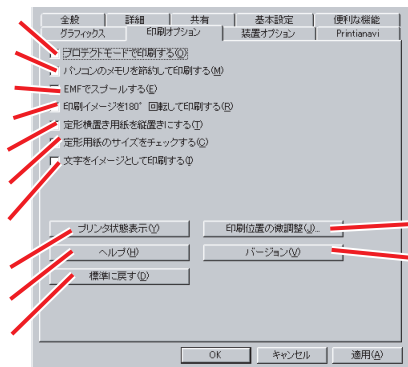 全般 詳細 共有 基本設定 便利な機能
グラフィックス 印刷オプション 装置オプション Printianavi
プロテクトモードで印刷する(Q)
パソコンのメモリを節約して印刷する(M)
EMFでスプールする(E)
印刷イメージを180°回転して印刷する(R)
定形横置き用紙を縦置きにする(T)
定形用紙のサイズをチェックする(C)
文字をイメージとして印刷する(I)
プリンタ状態表示(Y) 印刷位置の微調整(J)...
ヘルプ(H) バージョン(V)
標準に戻す(D)
OK キャンセル 適用(A)